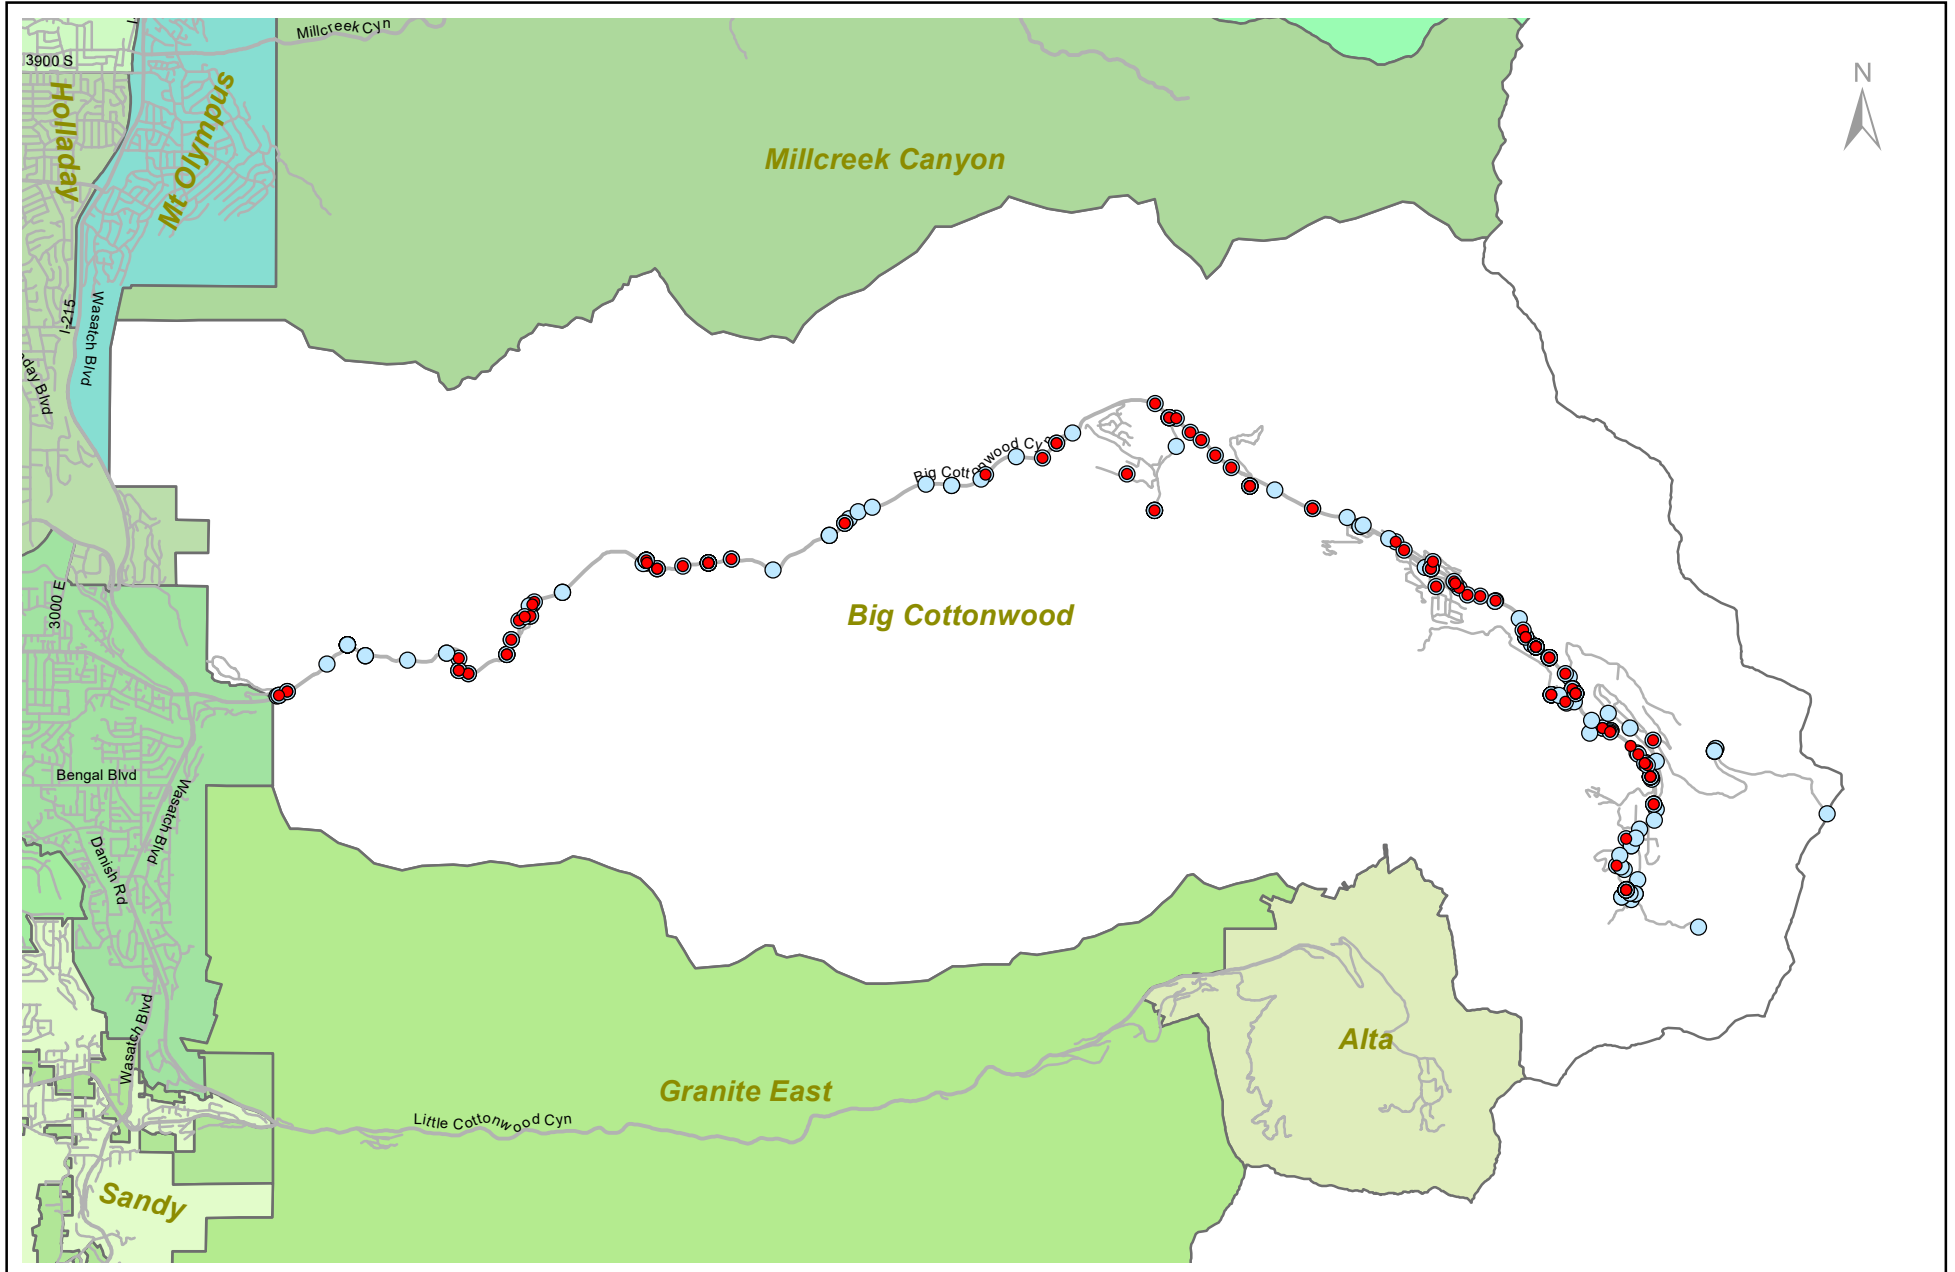 Millcreek Cyn
3900 S
N
Holladay
Mt Olympus
Millcreek Canyon
I-215
Wasatch Blvd
day Blvd
Big Cottonwood Cyn
3000 E
Big Cottonwood
Bengal Blvd
Wasatch Blvd
Danish Rd
Wasatch Blvd
Alta
Granite East
Little Cottonwood Cyn
Sandy